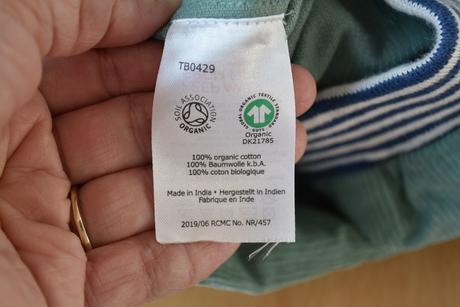 TB0429
SOIL ASSOCIATION
ORGANIC
GLOBAL ORGANIC TEXTILE STANDARD
GOTS
Organic
DK21785
100% organic cotton
100% Baumwolle k.b.A.
100% coton biologique
Made in India • Hergestellt in Indien
Fabrique en Inde
2019/06 RCMC No. NR/457